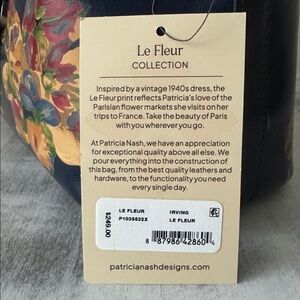 Le Fleur
COLLECTION
Inspired by a vintage 1940s dress, the
Le Fleur print reflects Patricia's love of the
Parisian flower markets she visits on her
trips to France. Take the beauty of Paris
with you wherever you go.
At Patricia Nash, we have an appreciation
for exceptional quality above all else. We
pour everything into the construction of
this bag, from the best quality leathers and
hardware, to the functionality you need
every single day.
$249.00
LE FLEUR
IRVING
P1035532X
LE FLEUR
8 87986 42860 4
patricianashdesigns.com